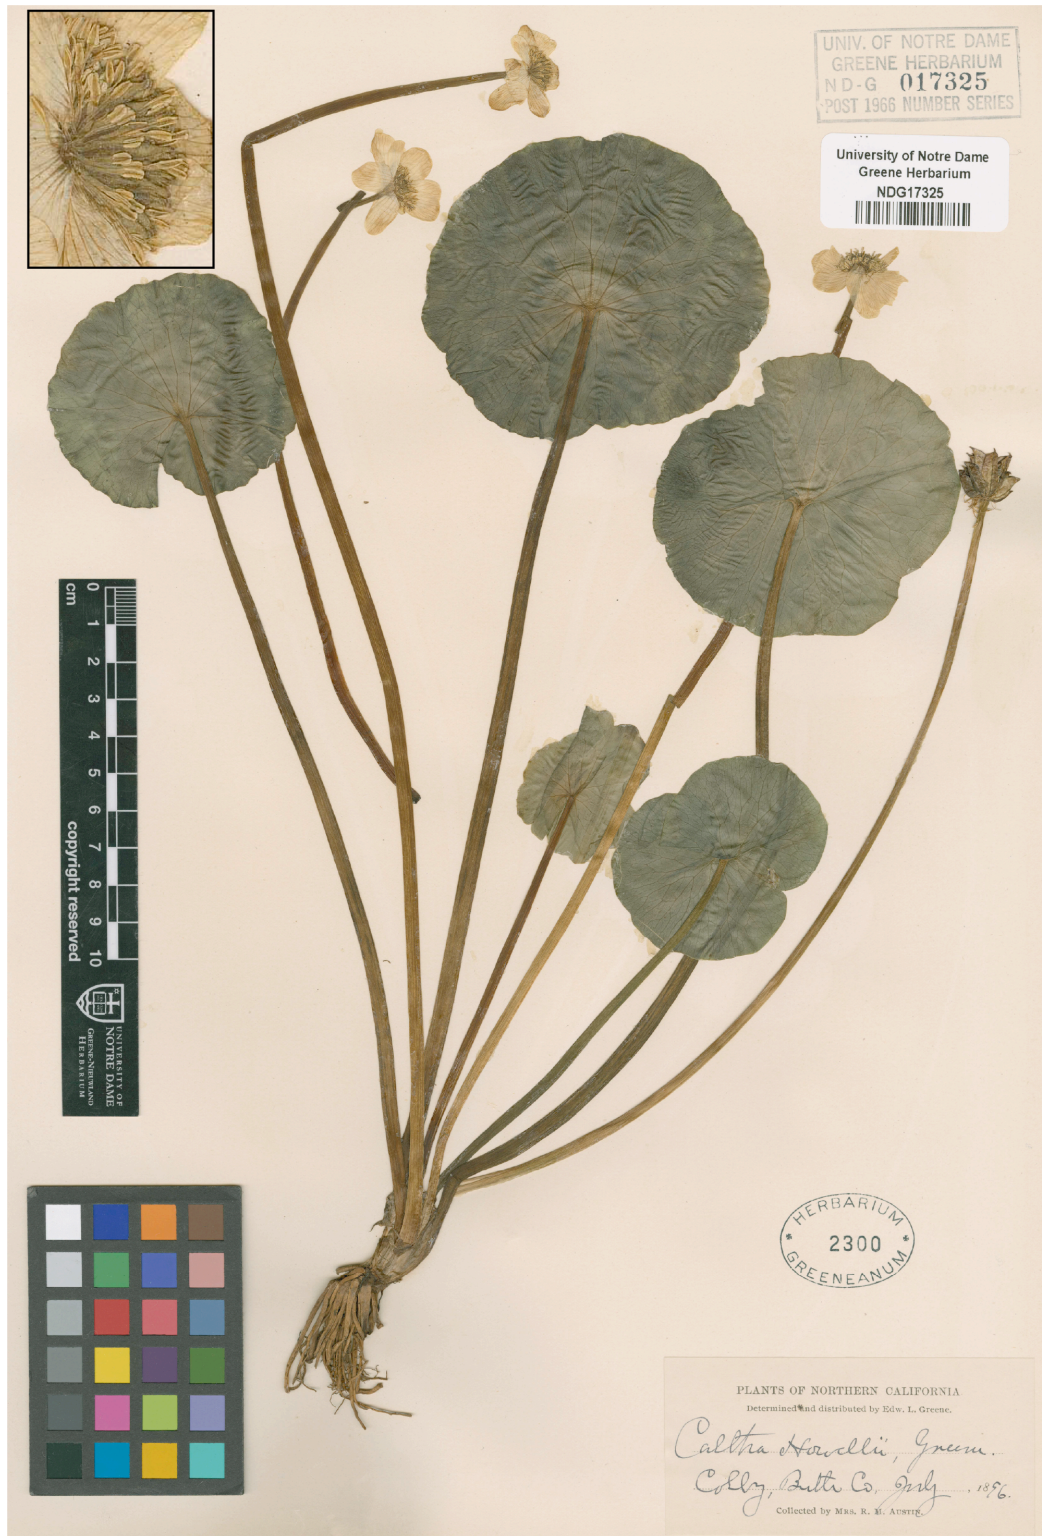 UNIV. OF NOTRE DAME
GREENE HERBARIUM
ND-G 017325
POST 1966 NUMBER SERIES
University of Notre Dame
Greene Herbarium
NDG17325
cm
0 1 2 3 4 5 6 7 8 9 10
copyright reserved
UNIVERSITY OF
NOTRE DAME
GREENE-NIEUWLAND
HERBARIUM
HERBARIUM
2300
GREENEANUM
PLANTS OF NORTHERN CALIFORNIA
Determined and distributed by Edw. L. Greene.
Caltha Howellii, Greene.
Colby, Butte Co. July, 1896.
Collected by MRS. R. M. AUSTIN.